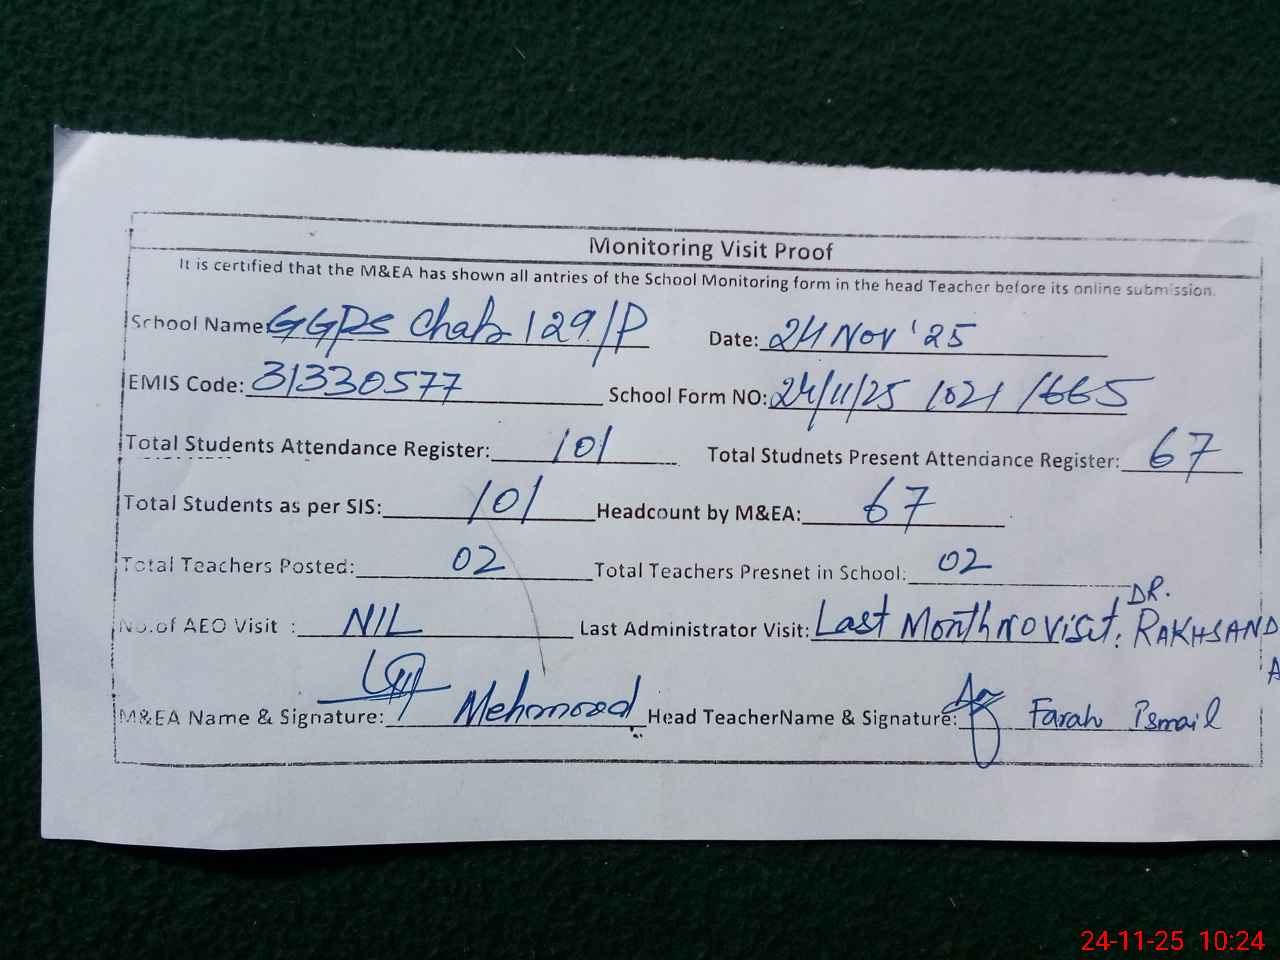 Monitoring Visit Proof
It is certified that the M&EA has shown all antries of the School Monitoring form in the head Teacher before its online submission.
School Name: GGPS Chak 129/P Date: 24 Nov '25
EMIS Code: 31330577 School Form NO: 24/11/25 1021 1665
Total Students Attendance Register: 101 Total Studnets Present Attendance Register: 67
Total Students as per SIS: 101 Headcount by M&EA: 67
Total Teachers Posted: 02 Total Teachers Presnet in School: 02
No.of AEO Visit : NIL Last Administrator Visit: Last Month no visit. DR. RAKHSAND
A
M&EA Name & Signature: Mehmood Head TeacherName & Signature: Farah Ismail
24-11-25 10:24